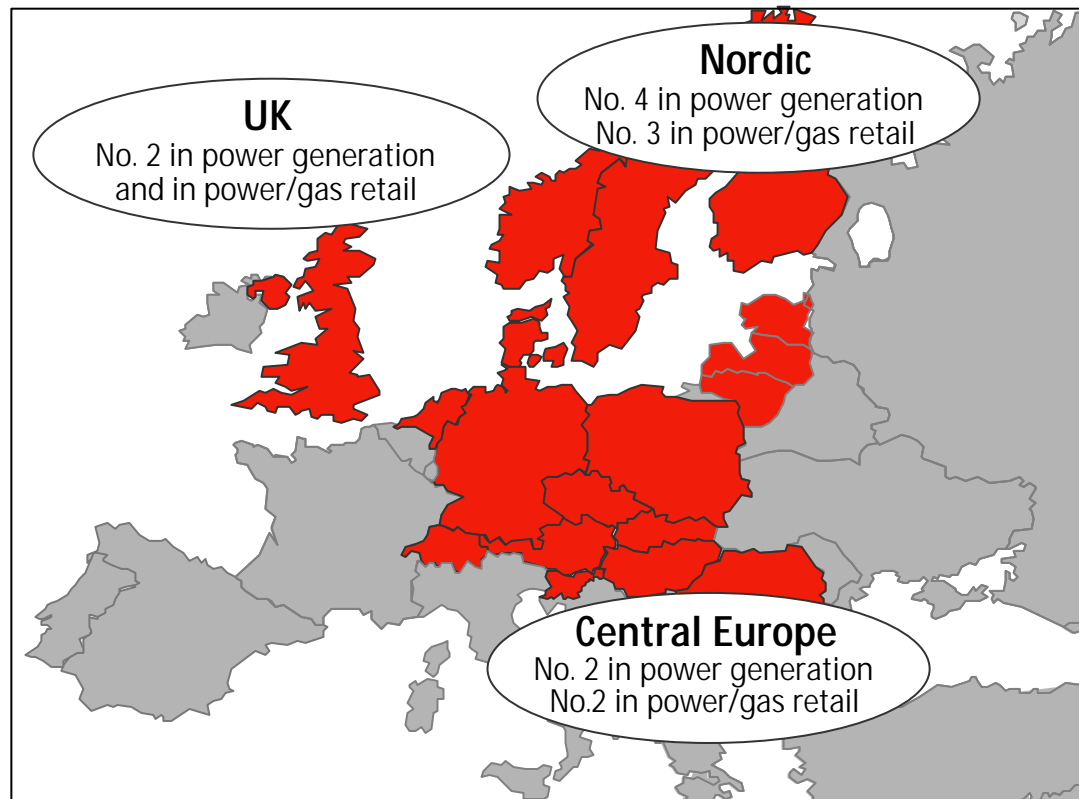 UK
No. 2 in power generation
and in power/gas retail
Nordic
No. 4 in power generation
No. 3 in power/gas retail
Central Europe
No. 2 in power generation
No.2 in power/gas retail